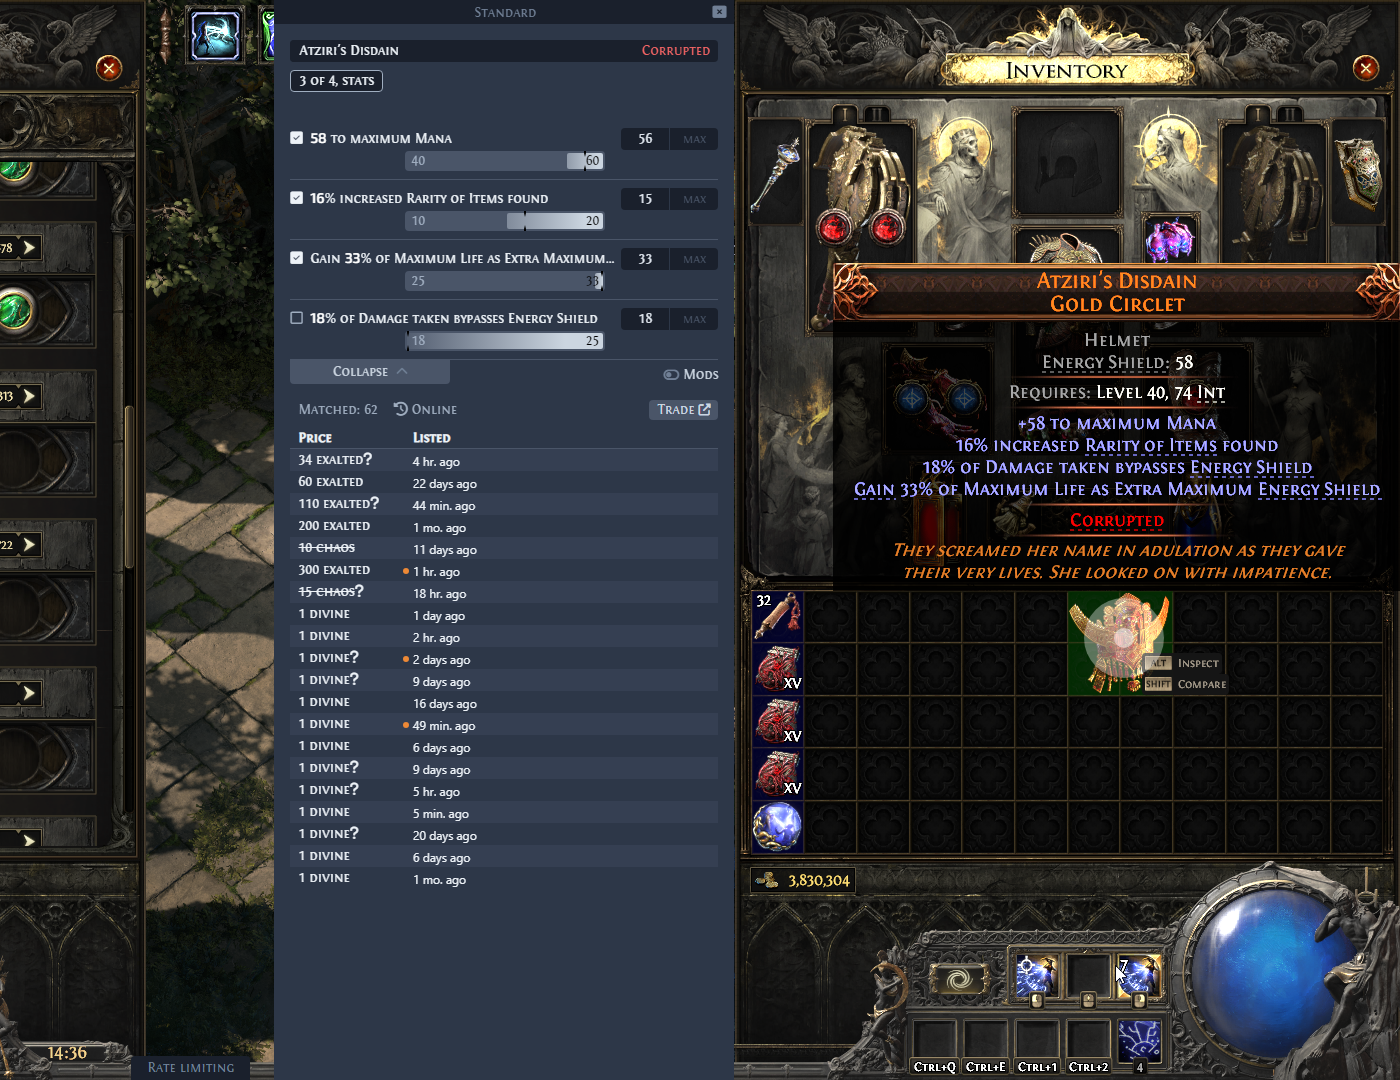 Standard
Atziri's Disdain Corrupted
3 of 4, stats
58 to maximum Mana 56 MAX
40 60
16% increased Rarity of Items found 15 MAX
10 20
Gain 33% of Maximum Life as Extra Maximum... 33 MAX
25 33
18% of Damage taken bypasses Energy Shield 18 MAX
18 25
Collapse
Mods
Matched: 62 Online Trade
Price Listed
34 exalted? 4 hr. ago
60 exalted 22 days ago
110 exalted? 44 min. ago
200 exalted 1 mo. ago
10 chaos 11 days ago
300 exalted 1 hr. ago
15 chaos? 18 hr. ago
1 divine 1 day ago
1 divine 2 hr. ago
1 divine? 2 days ago
1 divine? 9 days ago
1 divine 16 days ago
1 divine 49 min. ago
1 divine 6 days ago
1 divine? 9 days ago
1 divine? 5 hr. ago
1 divine 5 min. ago
1 divine? 20 days ago
1 divine 6 days ago
1 divine 1 mo. ago
Inventory
I I
Atziri's Disdain
Gold Circlet
Helmet
Energy Shield: 58
Requires: Level 40, 74 Int
+58 to maximum Mana
16% increased Rarity of Items found
18% of Damage taken bypasses Energy Shield
Gain 33% of Maximum Life as Extra Maximum Energy Shield
Corrupted
They screamed her name in adulation as they gave
their very lives. She looked on with impatience.
32
XV
XV
XV
ALT Inspect
SHIFT Compare
3,830,304
7
Ctrl+Q Ctrl+E Ctrl+1 Ctrl+2 4
78
313
722
14:36
Rate limiting